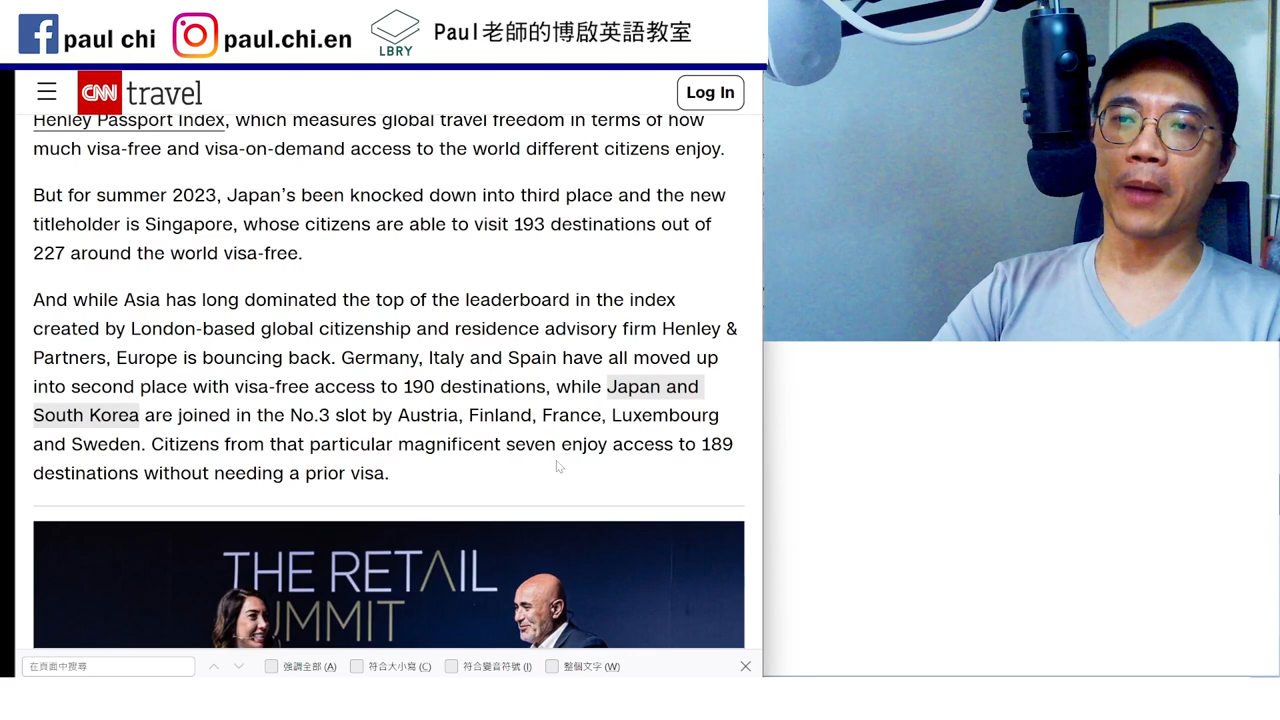 paul chi
paul.chi.en
LBRY
Paul老師的博啟英語教室
CNN travel
Log In
Henley Passport Index, which measures global travel freedom in terms of how
much visa-free and visa-on-demand access to the world different citizens enjoy.
But for summer 2023, Japan’s been knocked down into third place and the new
titleholder is Singapore, whose citizens are able to visit 193 destinations out of
227 around the world visa-free.
And while Asia has long dominated the top of the leaderboard in the index
created by London-based global citizenship and residence advisory firm Henley &
Partners, Europe is bouncing back. Germany, Italy and Spain have all moved up
into second place with visa-free access to 190 destinations, while Japan and
South Korea are joined in the No.3 slot by Austria, Finland, France, Luxembourg
and Sweden. Citizens from that particular magnificent seven enjoy access to 189
destinations without needing a prior visa.
THE RETAIL
UMMIT
在頁面中搜尋
強調全部 (A)
符合大小寫 (C)
符合變音符號 (I)
整個文字 (W)